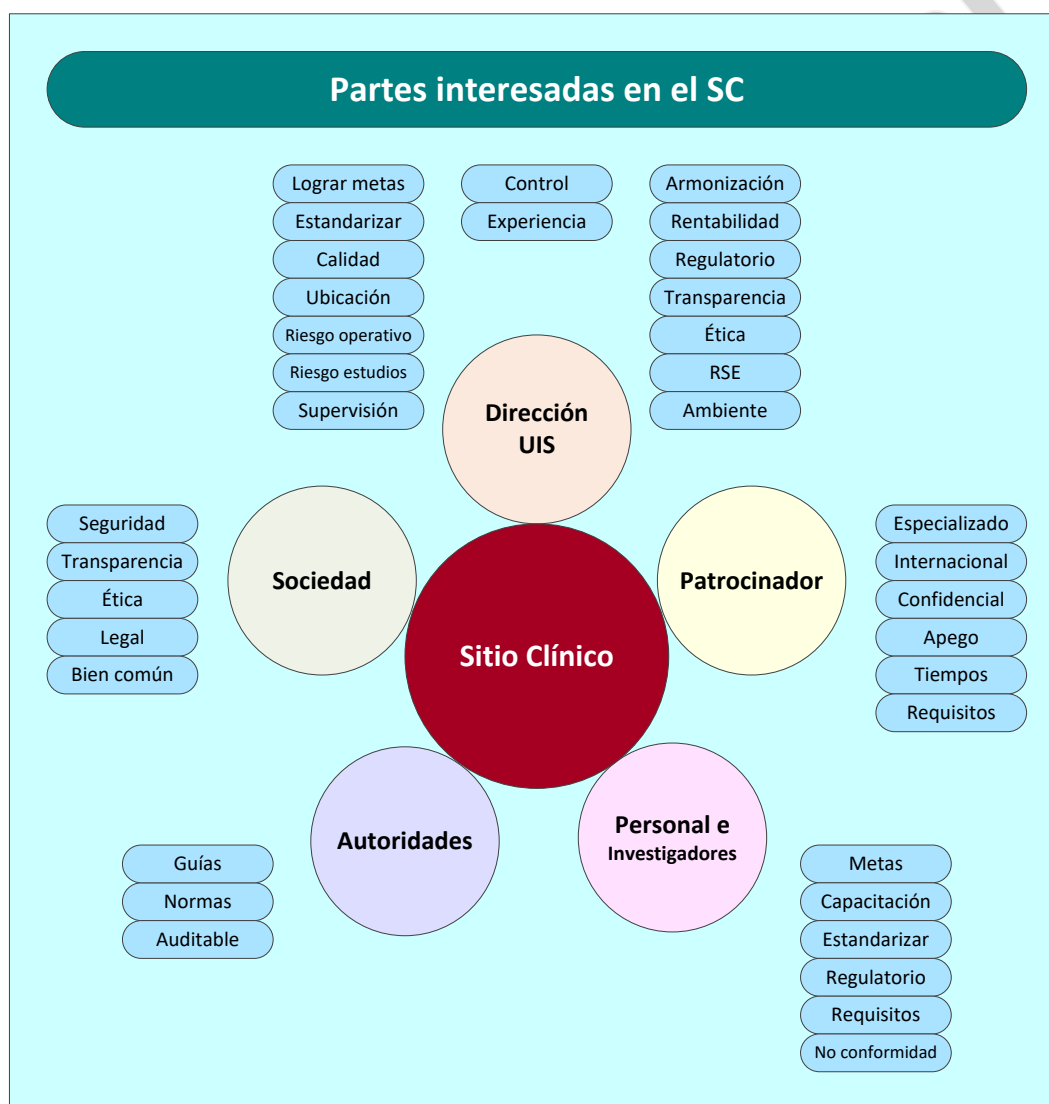 Partes interesadas en el SC
Lograr metas
Estandarizar
Calidad
Ubicación
Riesgo operativo
Riesgo estudios
Supervisión
Control
Experiencia
Armonización
Rentabilidad
Regulatorio
Transparencia
Ética
RSE
Ambiente
Dirección
UIS
Seguridad
Transparencia
Ética
Legal
Bien común
Sociedad
Sitio Clínico
Patrocinador
Especializado
Internacional
Confidencial
Apego
Tiempos
Requisitos
Guías
Normas
Auditable
Autoridades
Personal e
Investigadores
Metas
Capacitación
Estandarizar
Regulatorio
Requisitos
No conformidad